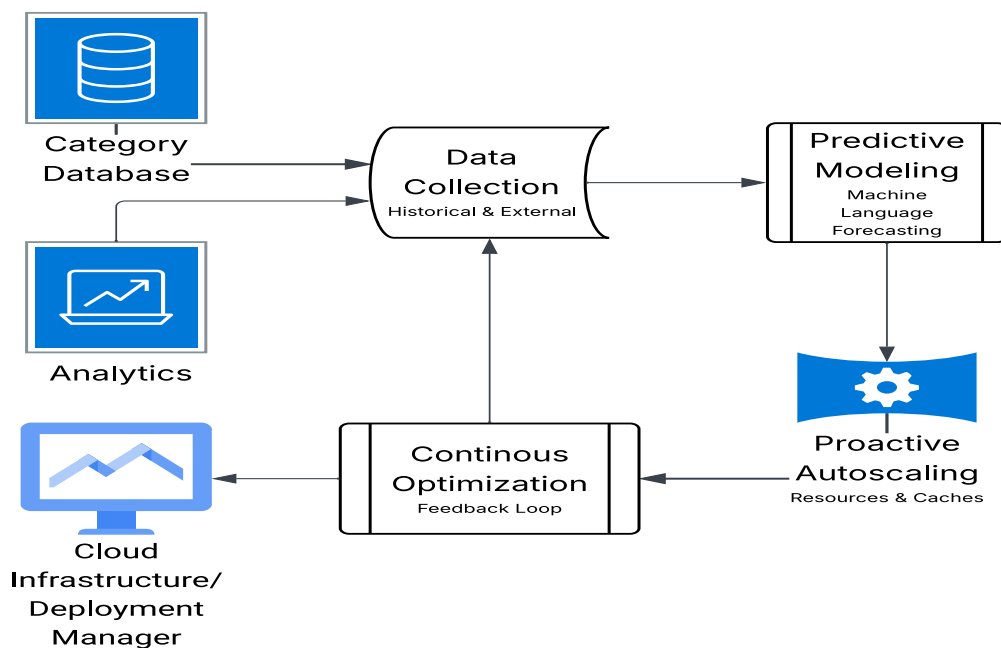 Category
Database
Data
Collection
Historical & External
Predictive
Modeling
Machine
Language
Forecasting
Analytics
Proactive
Autoscaling
Resources & Caches
Continous
Optimization
Feedback Loop
Cloud
Infrastructure/
Deployment
Manager